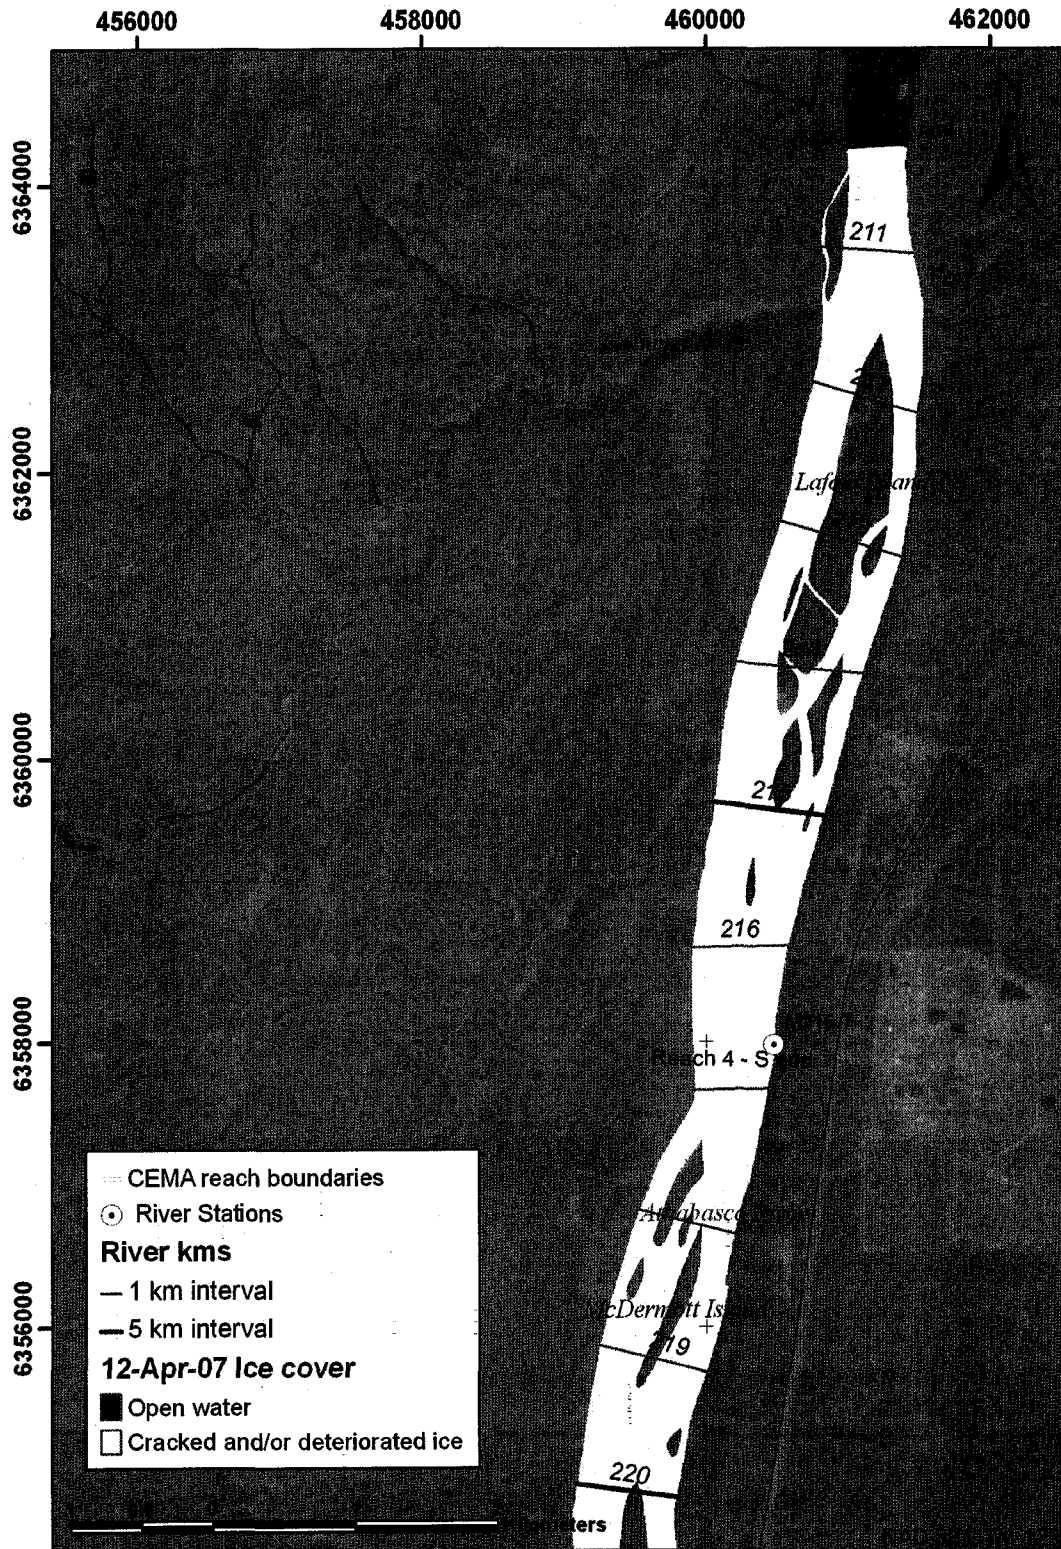 456000 458000 460000 462000
6364000
211
6362000
6360000
216
6358000
Reach 4 -
219
6356000
220
CEMA reach boundaries
River Stations
River kms
1 km interval
5 km interval
12-Apr-07 Ice cover
Open water
Cracked and/or deteriorated ice